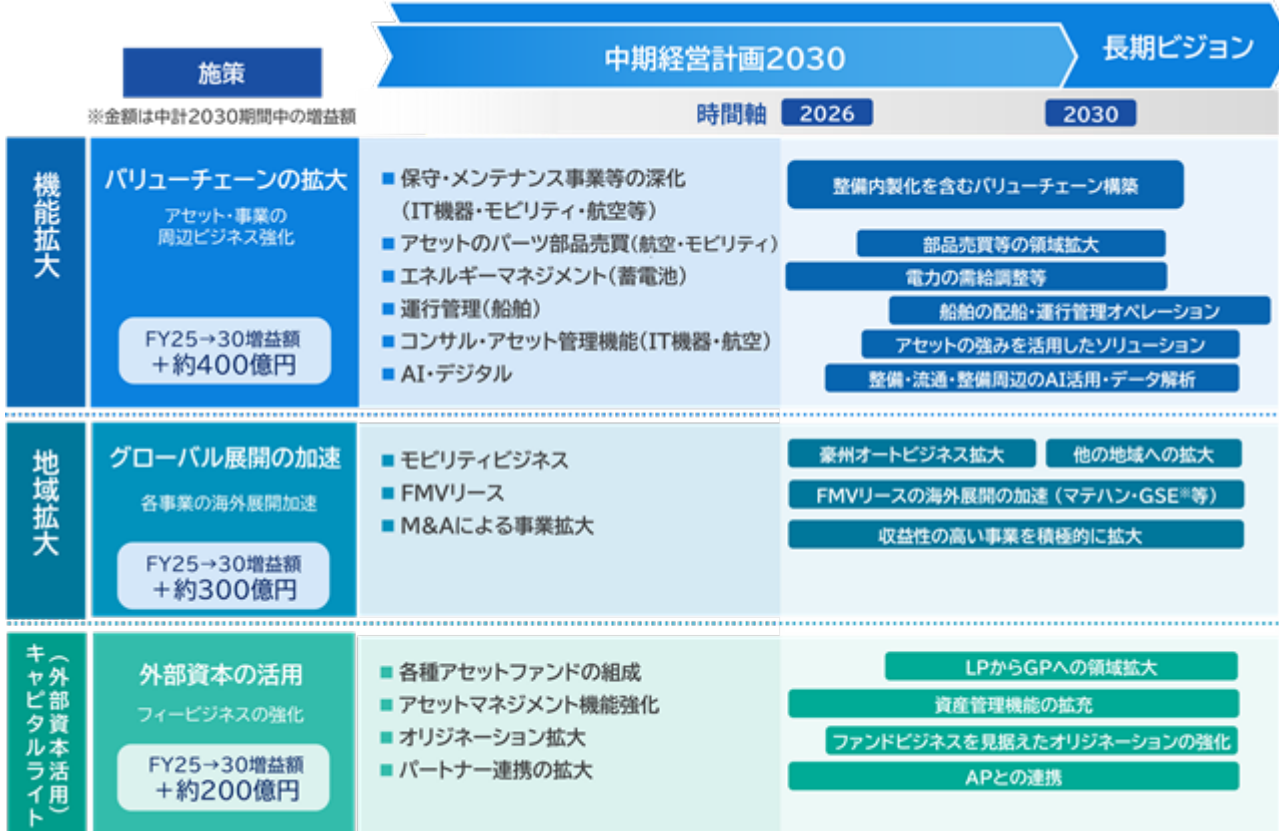 施策
中期経営計画2030
長期ビジョン
※金額は中計2030期間中の増益額
時間軸
2026
2030
機能拡大
バリューチェーンの拡大
アセット・事業の
周辺ビジネス強化
FY25→30増益額
+約400億円
■ 保守・メンテナンス事業等の深化
(IT機器・モビリティ・航空等)
■ アセットのパーツ部品売買(航空・モビリティ)
■ エネルギーマネジメント(蓄電池)
■ 運行管理(船舶)
■ コンサル・アセット管理機能(IT機器・航空)
■ AI・デジタル
整備内製化を含むバリューチェーン構築
部品売買等の領域拡大
電力の需給調整等
船舶の配船・運行管理オペレーション
アセットの強みを活用したソリューション
整備・流通・整備周辺のAI活用・データ解析
地域拡大
グローバル展開の加速
各事業の海外展開加速
FY25→30増益額
+約300億円
■ モビリティビジネス
■ FMVリース
■ M&Aによる事業拡大
豪州オートビジネス拡大
他の地域への拡大
FMVリースの海外展開の加速(マテハン・GSE※等)
収益性の高い事業を積極的に拡大
キャピタルライト
(外部資本活用)
外部資本の活用
フィービジネスの強化
FY25→30増益額
+約200億円
■ 各種アセットファンドの組成
■ アセットマネジメント機能強化
■ オリジネーション拡大
■ パートナー連携の拡大
LPからGPへの領域拡大
資産管理機能の拡充
ファンドビジネスを見据えたオリジネーションの強化
APとの連携